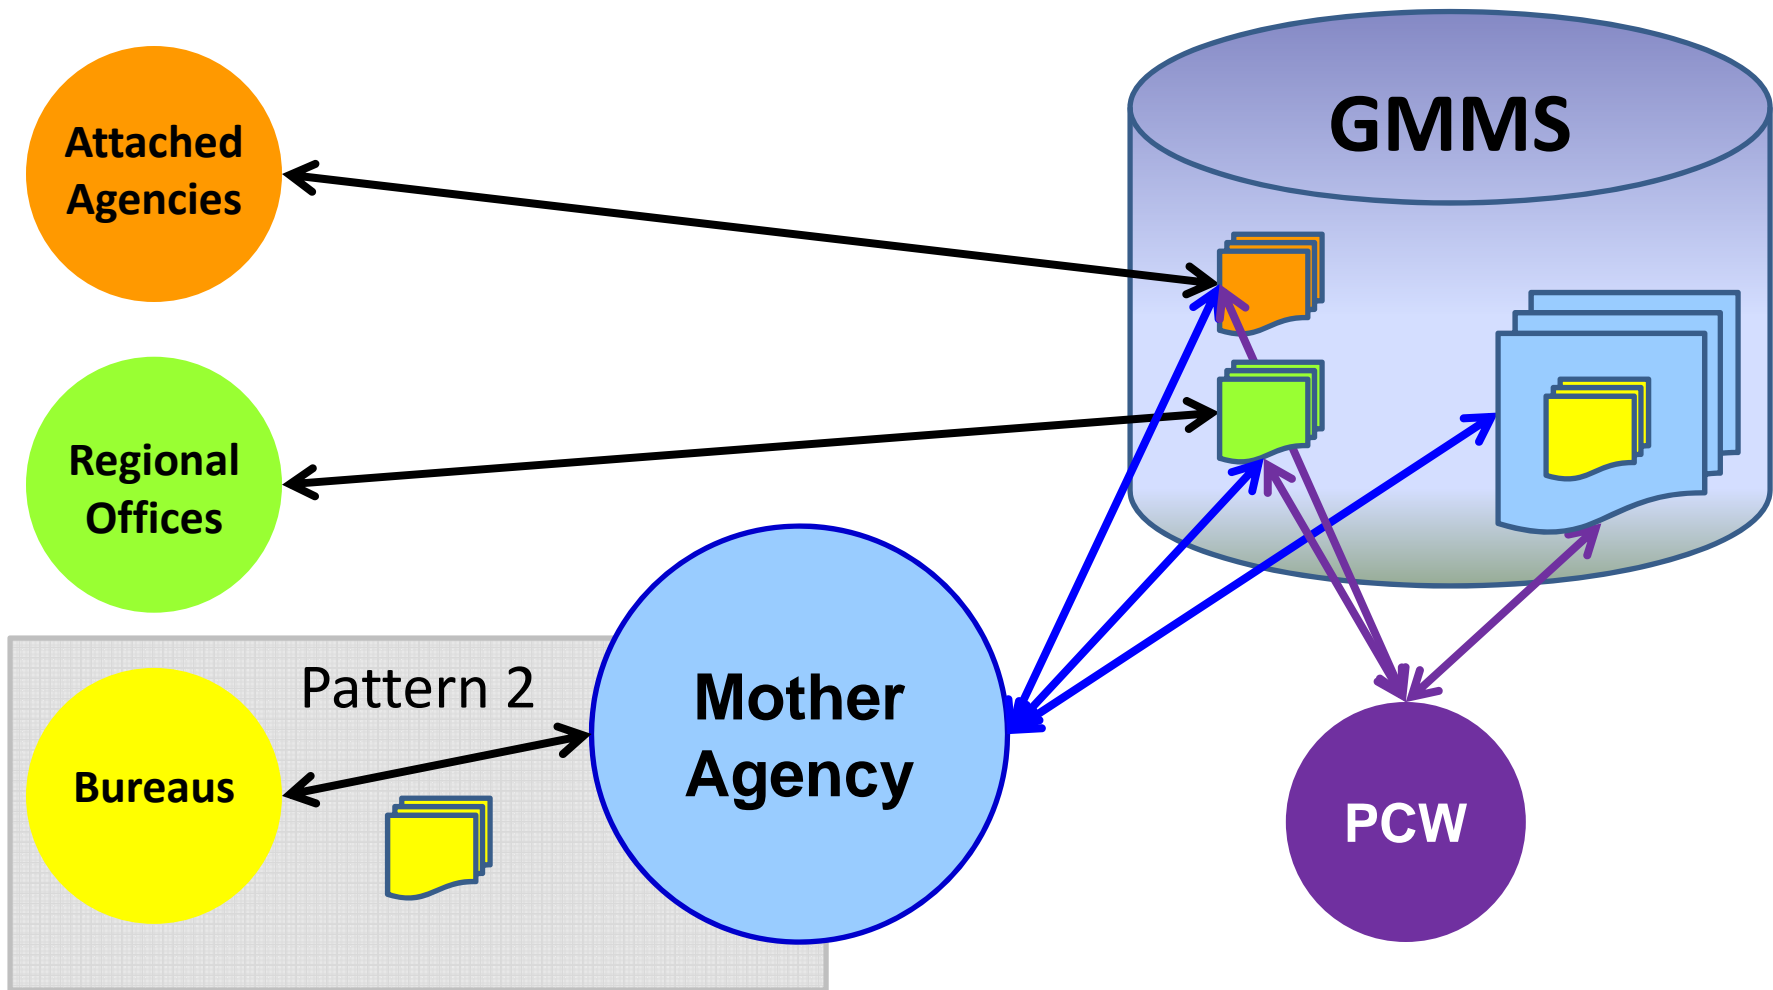 Attached
Agencies
GMMS
Regional
Offices
Pattern 2
Bureaus
Mother
Agency
PCW